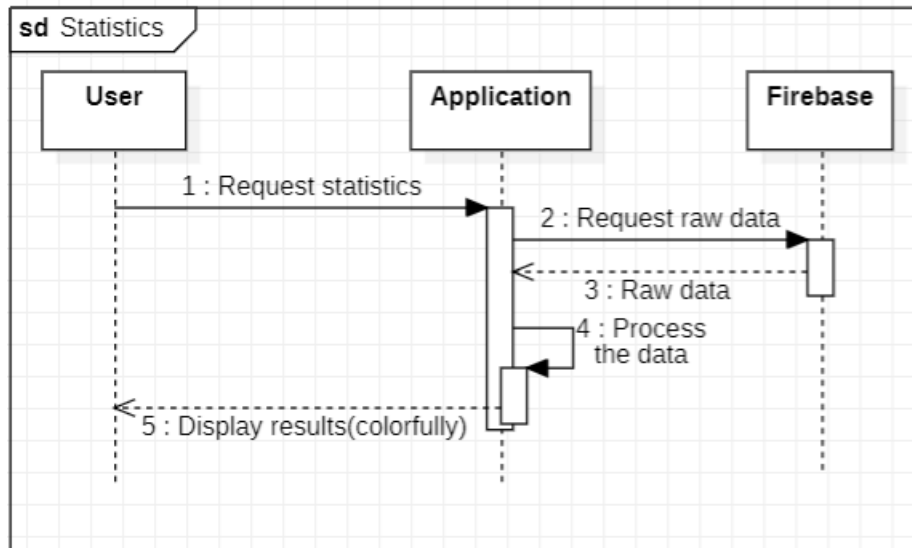 sd Statistics
User
Application
Firebase
1 : Request statistics
2 : Request raw data
3 : Raw data
4 : Process
the data
5 : Display results(colorfully)